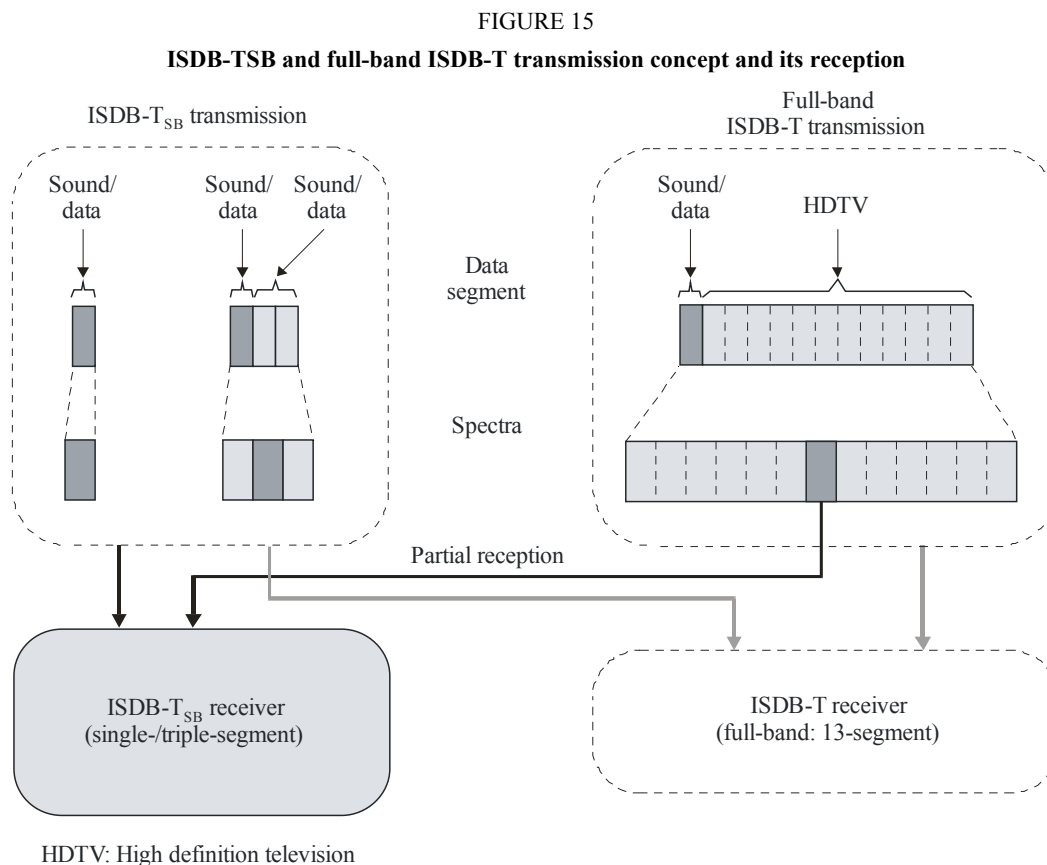 FIGURE 15
ISDB-TSB and full-band ISDB-T transmission concept and its reception
ISDB-T_SB transmission
Full-band
ISDB-T transmission
Sound/
data
Sound/
data
Sound/
data
Sound/
data
HDTV
Data
segment
Spectra
Partial reception
ISDB-T_SB receiver
(single-/triple-segment)
ISDB-T receiver
(full-band: 13-segment)
HDTV: High definition television